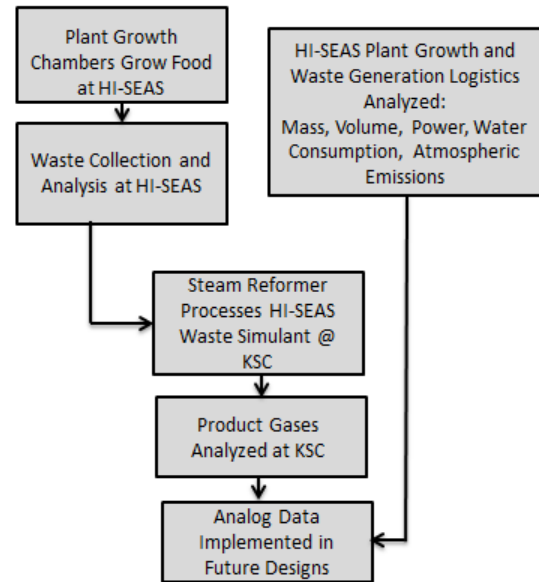 Plant Growth
Chambers Grow Food
at HI-SEAS
Waste Collection and
Analysis at HI-SEAS
HI-SEAS Plant Growth and
Waste Generation Logistics
Analyzed:
Mass, Volume, Power, Water
Consumption, Atmospheric
Emissions
Steam Reformer
Processes HI-SEAS
Waste Simulant @
KSC
Product Gases
Analyzed at KSC
Analog Data
Implemented in
Future Designs